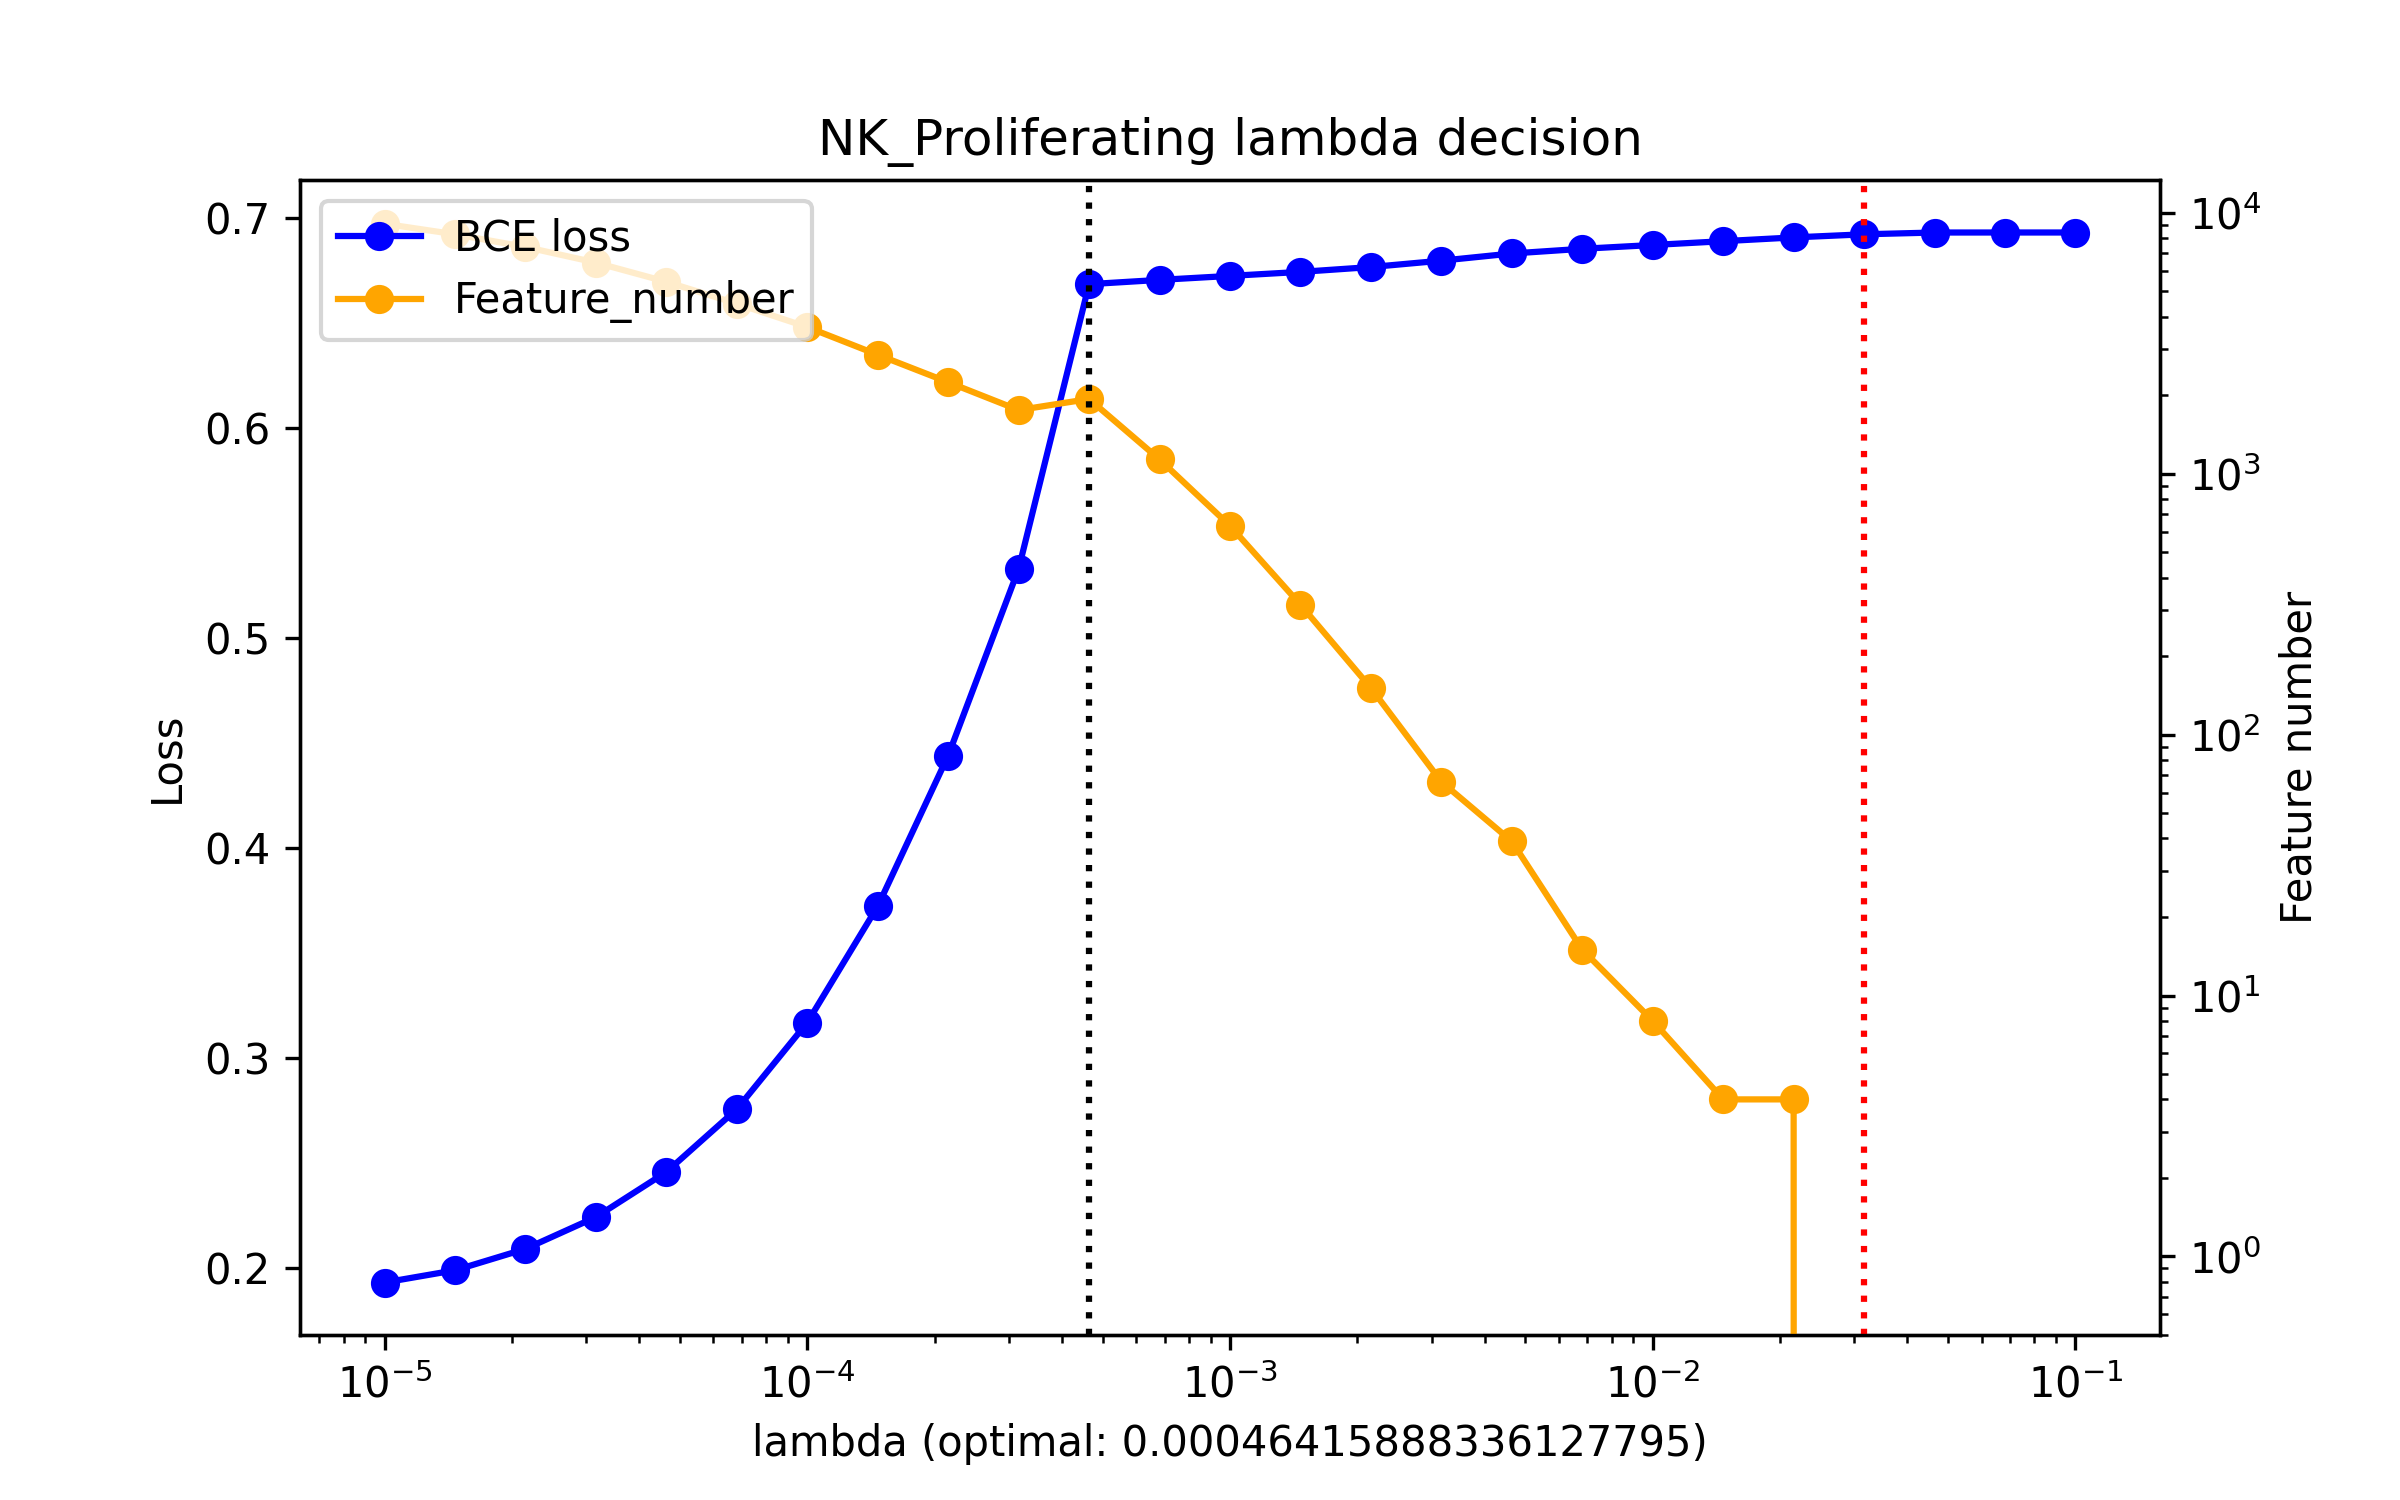 NK_Proliferating lambda decision
BCE loss
Feature_number
0.7
0.6
0.5
0.4
0.3
0.2
Loss
10⁴
10³
10²
10¹
10⁰
Feature number
10⁻⁵ 10⁻⁴ 10⁻³ 10⁻² 10⁻¹
lambda (optimal: 0.00046415888336127795)